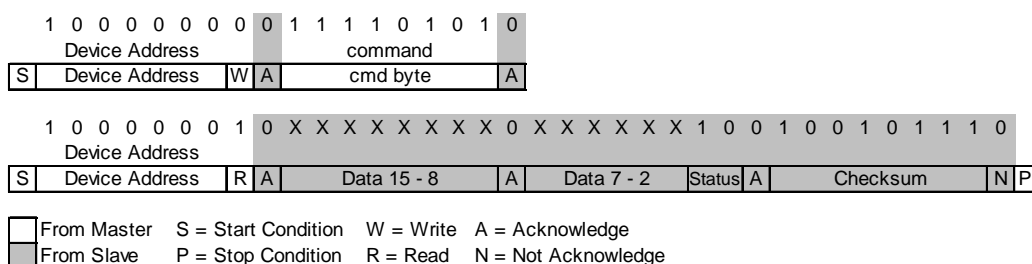 1 0 0 0 0 0 0 0 0 1 1 1 1 0 1 0 1 0
Device Address command
S Device Address W A cmd byte A
1 0 0 0 0 0 0 1 0 X X X X X X X X 0 X X X X X X 1 0 0 1 0 0 1 0 1 1 1 0
Device Address
S Device Address R A Data 15 - 8 A Data 7 - 2 Status A Checksum N P
From Master S = Start Condition W = Write A = Acknowledge
From Slave P = Stop Condition R = Read N = Not Acknowledge